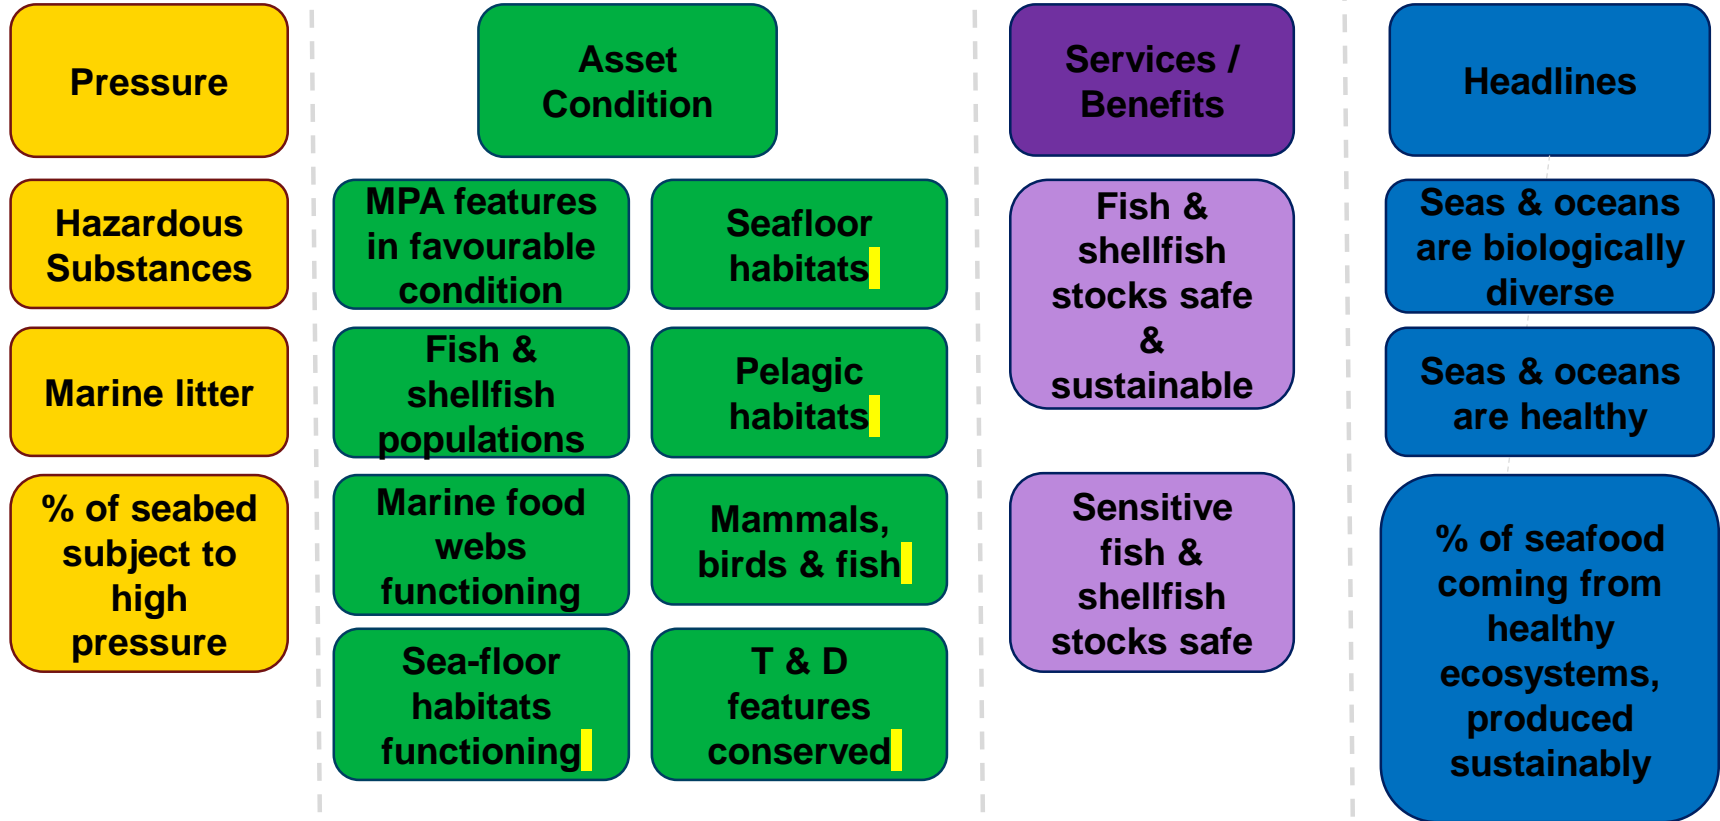 Pressure
Asset
Condition
Services /
Benefits
Headlines
Hazardous
Substances
Marine litter
% of seabed
subject to
high
pressure
MPA features
in favourable
condition
Fish &
shellfish
populations
Marine food
webs
functioning
Sea-floor
habitats
functioning
Seafloor
habitats
Pelagic
habitats
Mammals,
birds & fish
T & D
features
conserved
Fish &
shellfish
stocks safe
&
sustainable
Sensitive
fish &
shellfish
stocks safe
Seas & oceans
are biologically
diverse
Seas & oceans
are healthy
% of seafood
coming from
healthy
ecosystems,
produced
sustainably